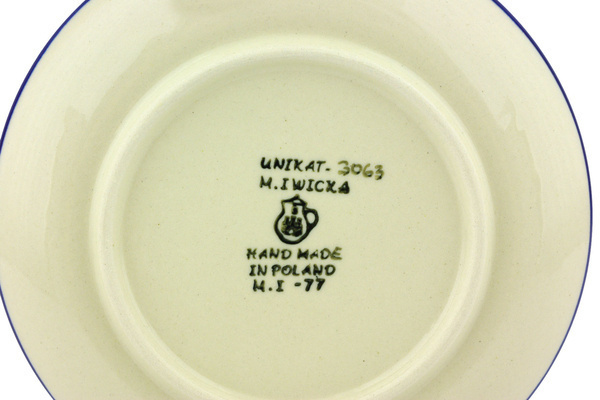 UNIKAT- 3063
M.IWICKA
HAND MADE
IN POLAND
M.I -77